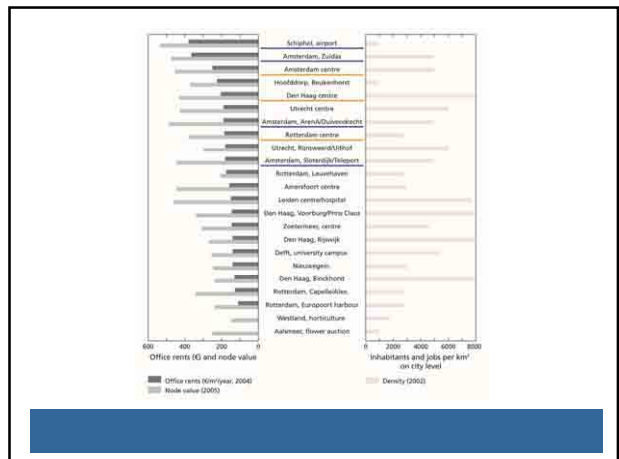 Schiphol, airport
Amsterdam, Zuidas
Amsterdam centre
Hoofddorp, Beukenhorst
Den Haag centre
Utrecht centre
Amsterdam, ArenA/Duivendrecht
Rotterdam centre
Utrecht, Rijnsweerd/Uithof
Amsterdam, Sloterdijk/Teleport
Rotterdam, Leuvehaven
Amersfoort centre
Leiden centre/hospital
Den Haag, Voorburg/Prins Claus
Zoetermeer, centre
Den Haag, Rijswijk
Delft, university campus
Nieuwegein
Den Haag, Binckhorst
Rotterdam, Capelle/Alex.
Rotterdam, Europoort harbour
Westland, horticulture
Aalsmeer, flower auction
600 400 200 0
0 2000 4000 6000 8000
Office rents (€) and node value
Inhabitants and jobs per km²
on city level
Office rents (€/m²/year, 2004)
Node value (2005)
Density (2002)